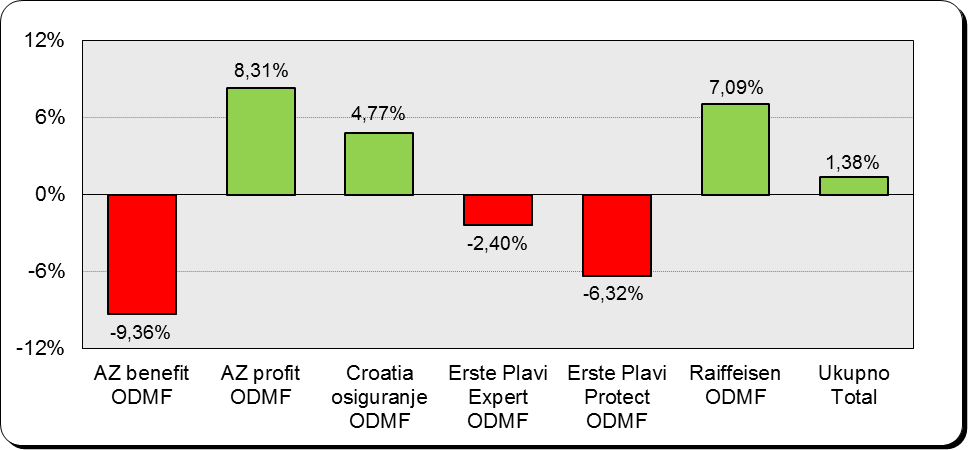 12%
6%
0%
-6%
-12%
-9,36%
8,31%
4,77%
-2,40%
-6,32%
7,09%
1,38%
AZ benefit
ODMF
AZ profit
ODMF
Croatia
osiguranje
ODMF
Erste Plavi
Expert
ODMF
Erste Plavi
Protect
ODMF
Raiffeisen
ODMF
Ukupno
Total